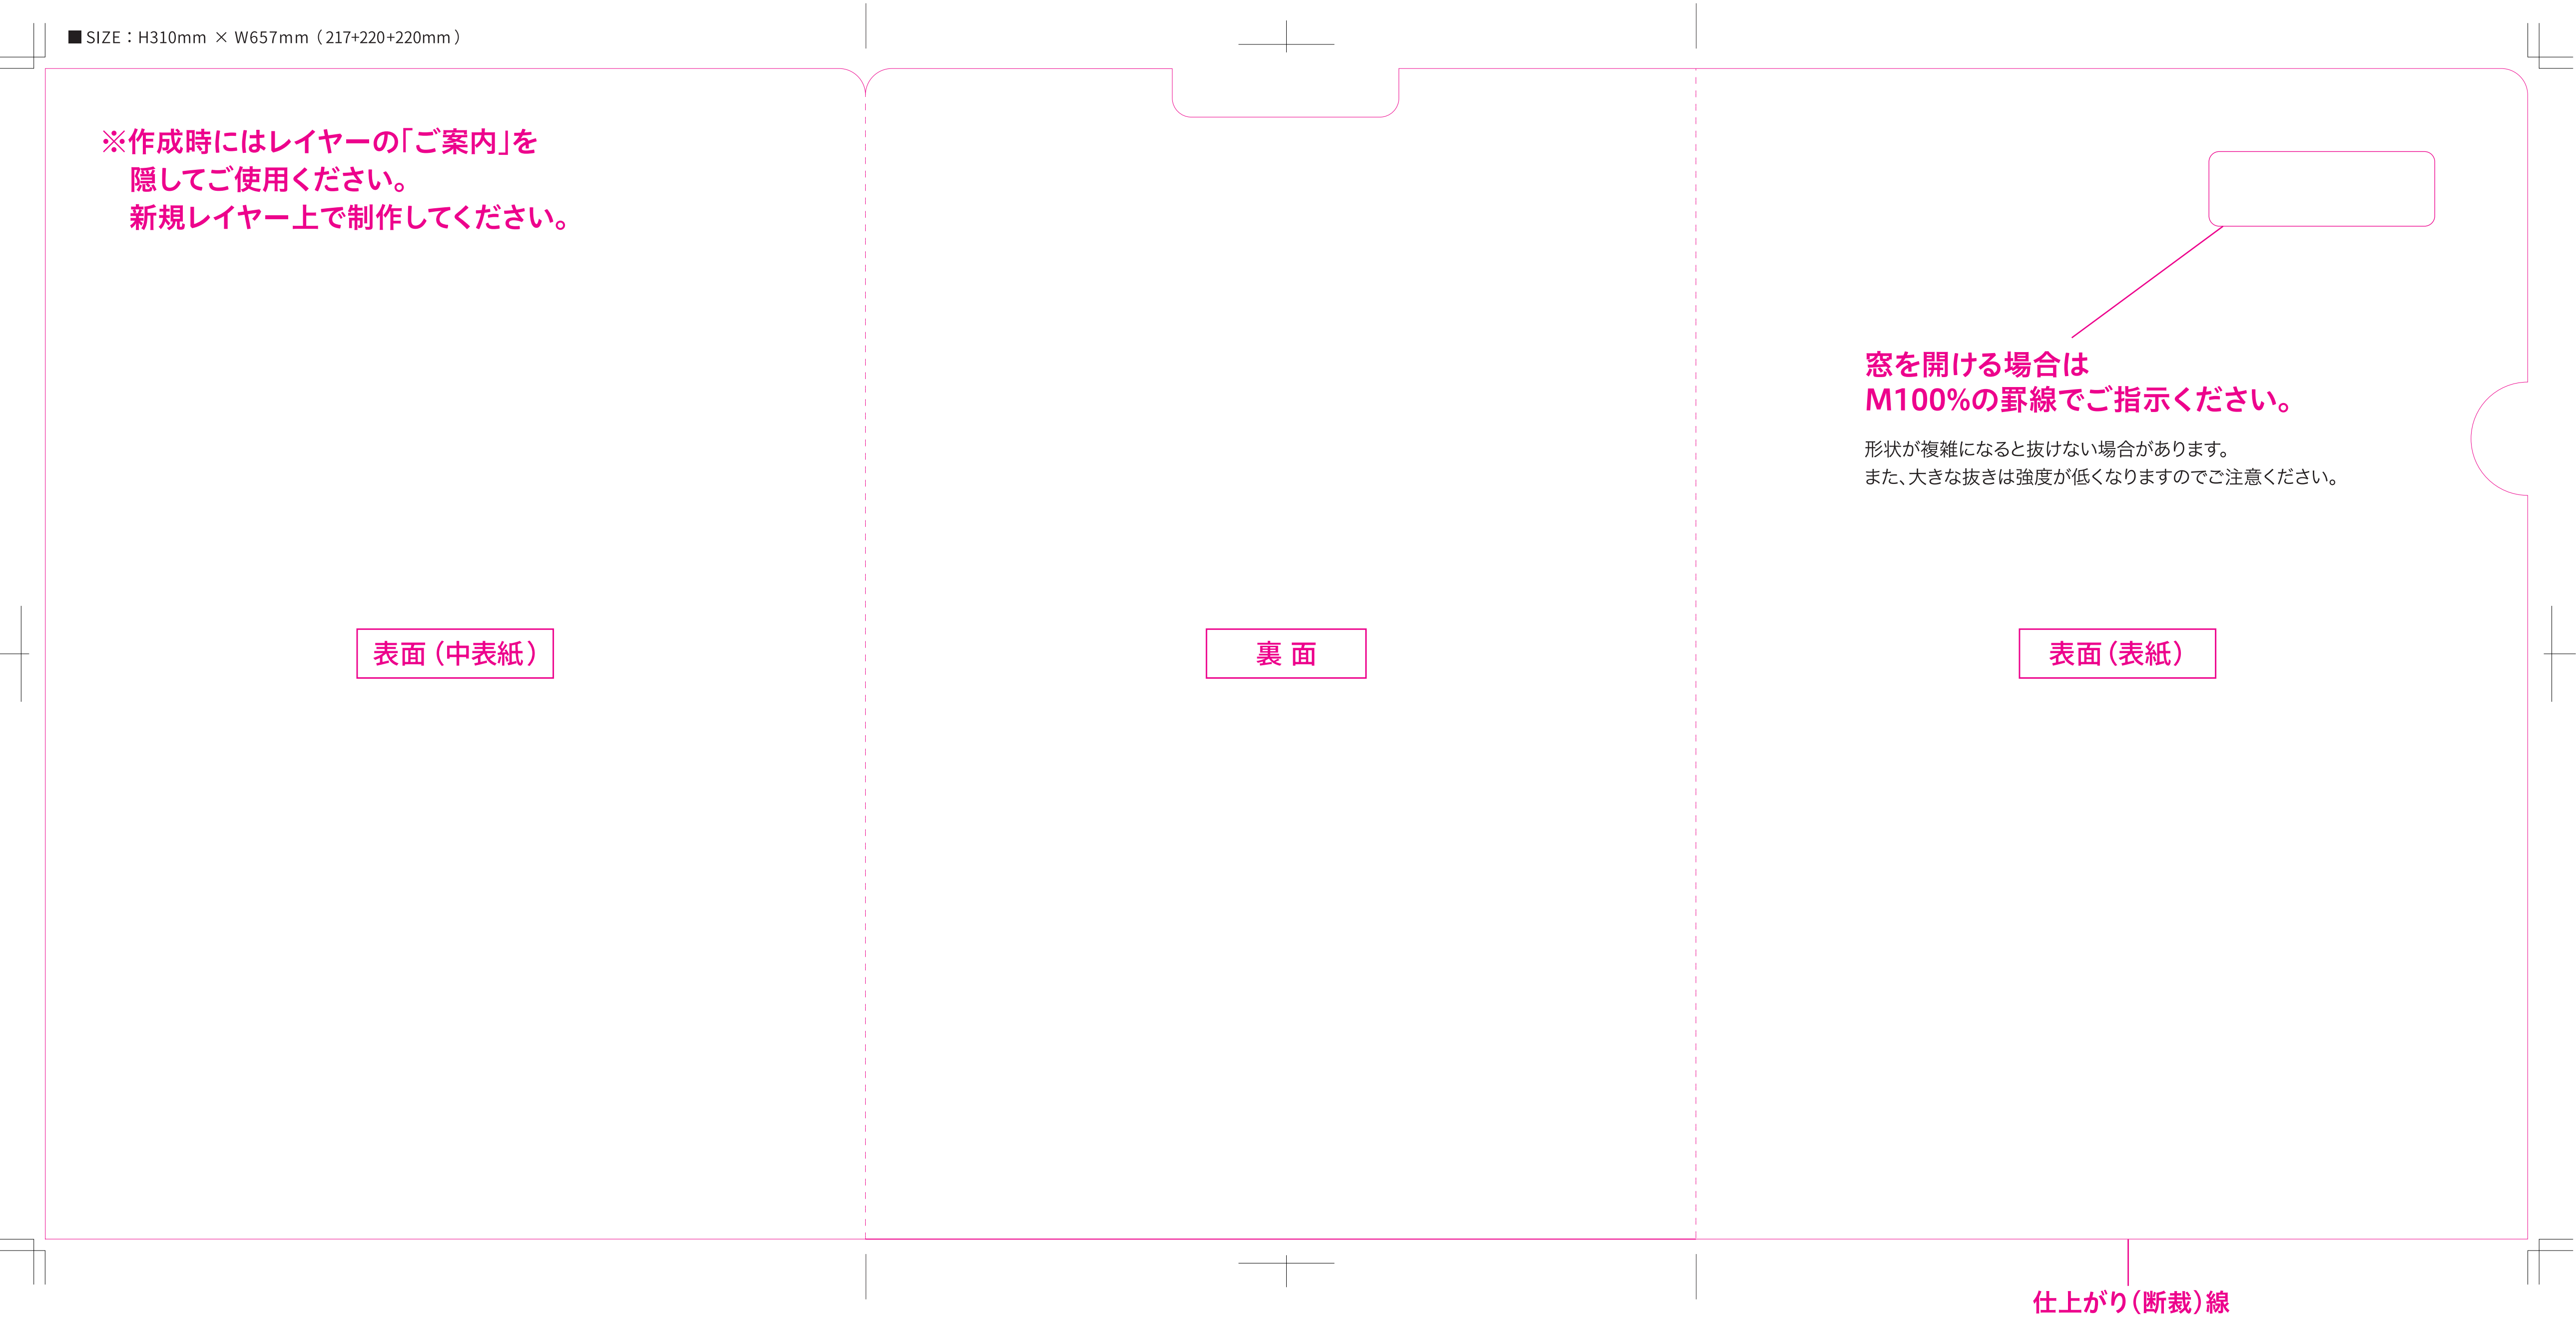 ■ SIZE：H310mm × W657mm（217+220+220mm）
※作成時にはレイヤーの「ご案内」を
隠してご使用ください。
新規レイヤー上で制作してください。
窓を開ける場合は
M100%の罫線でご指示ください。
形状が複雑になると抜けない場合があります。
また、大きな抜きは強度が低くなりますのでご注意ください。
表面（中表紙）
裏 面
表面（表紙）
仕上がり（断裁）線